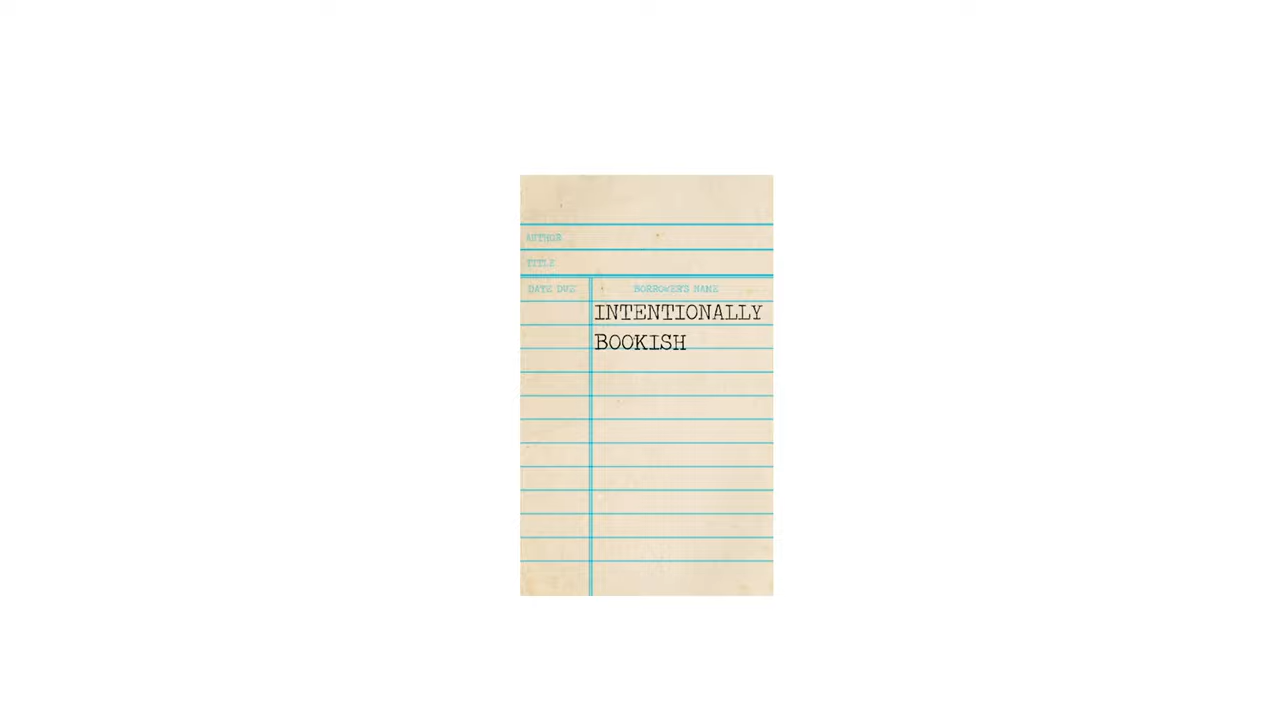 AUTHOR
TITLE
DATE DUE BORROWER'S NAME
INTENTIONALLY
BOOKISH